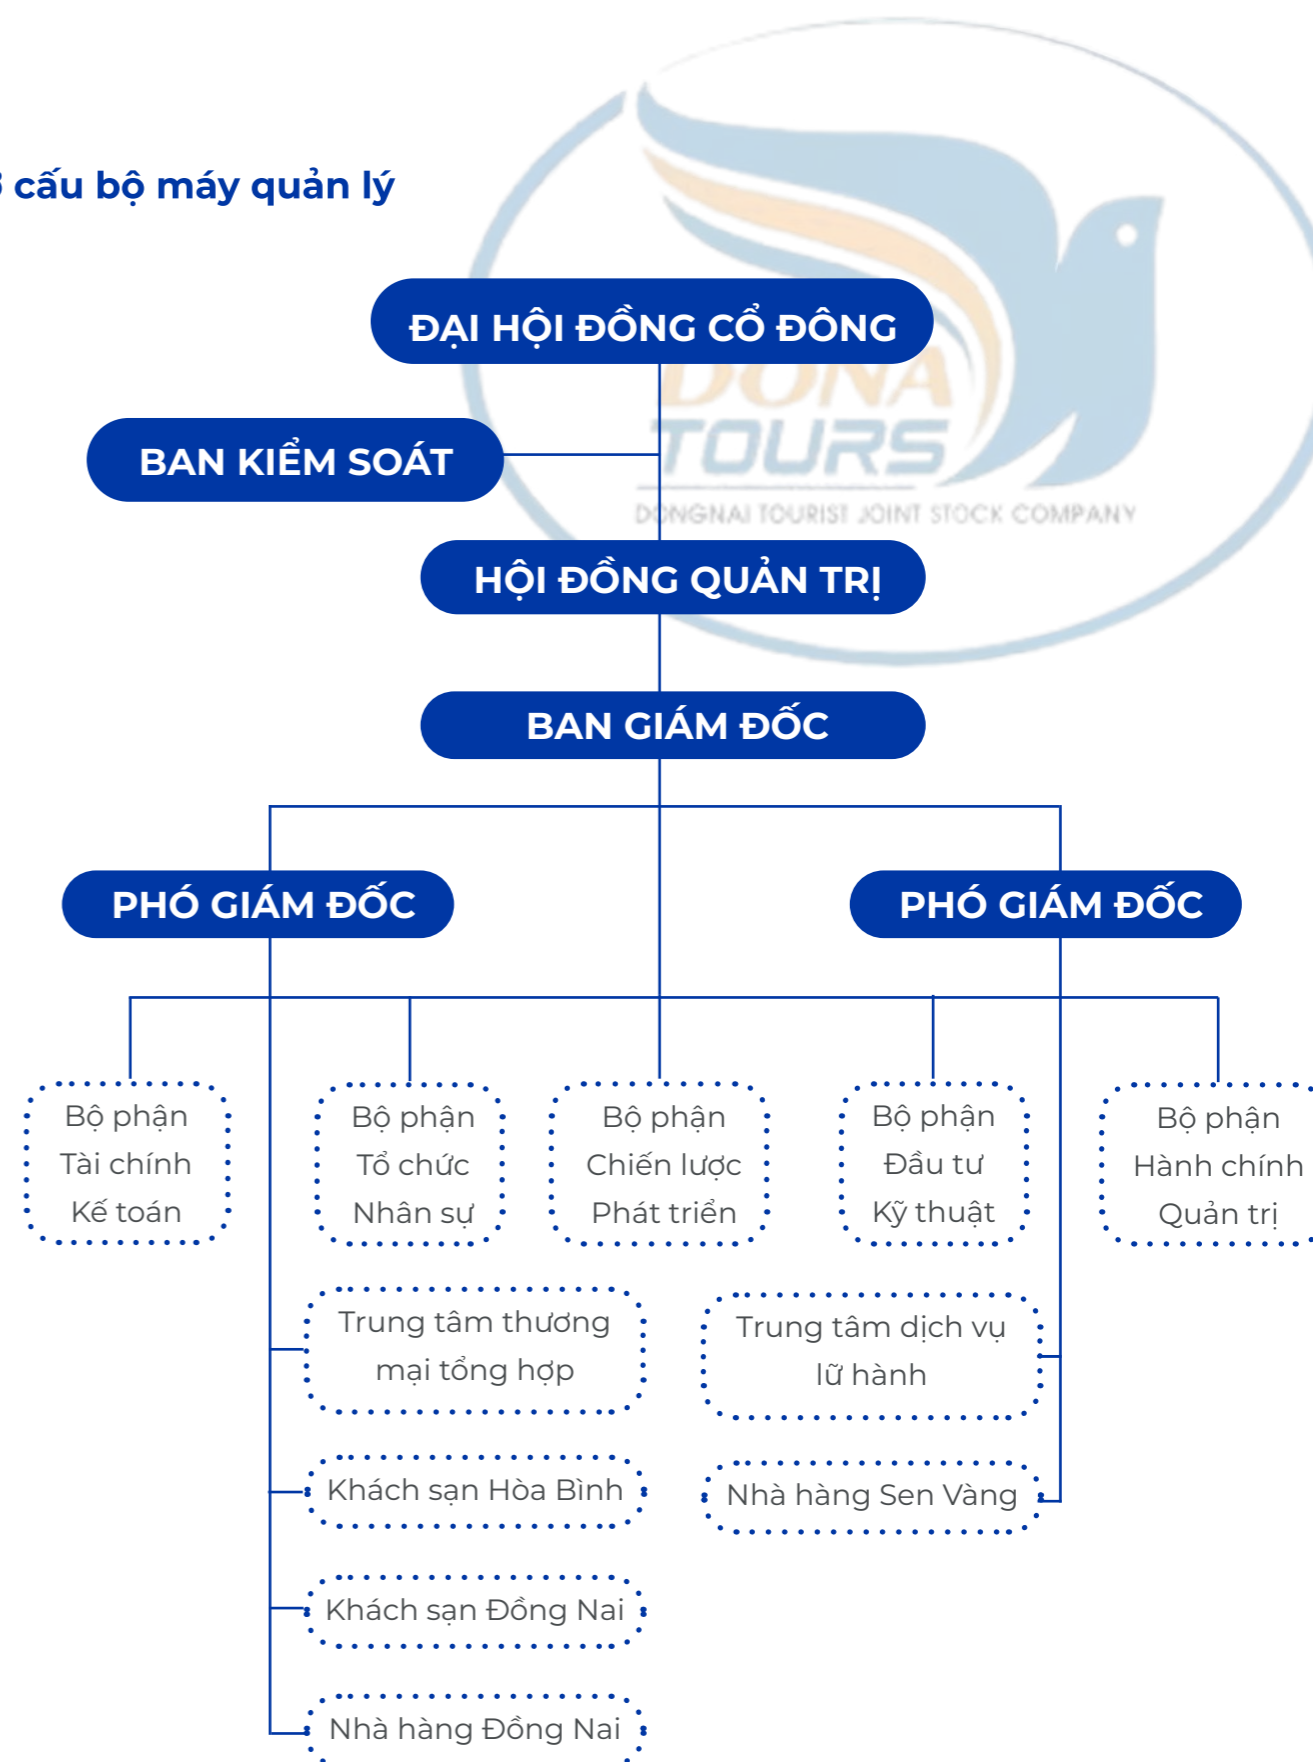 cấu bộ máy quản lý
ĐẠI HỘI ĐỒNG CỔ ĐÔNG
DONA
TOURS
DONGNAI TOURIST JOINT STOCK COMPANY
BAN KIỂM SOÁT
HỘI ĐỒNG QUẢN TRỊ
BAN GIÁM ĐỐC
PHÓ GIÁM ĐỐC
PHÓ GIÁM ĐỐC
Bộ phận
Tài chính
Kế toán
Bộ phận
Tổ chức
Nhân sự
Bộ phận
Chiến lược
Phát triển
Bộ phận
Đầu tư
Kỹ thuật
Bộ phận
Hành chính
Quản trị
Trung tâm thương
mại tổng hợp
Trung tâm dịch vụ
lữ hành
Khách sạn Hòa Bình
Nhà hàng Sen Vàng
Khách sạn Đồng Nai
Nhà hàng Đồng Nai